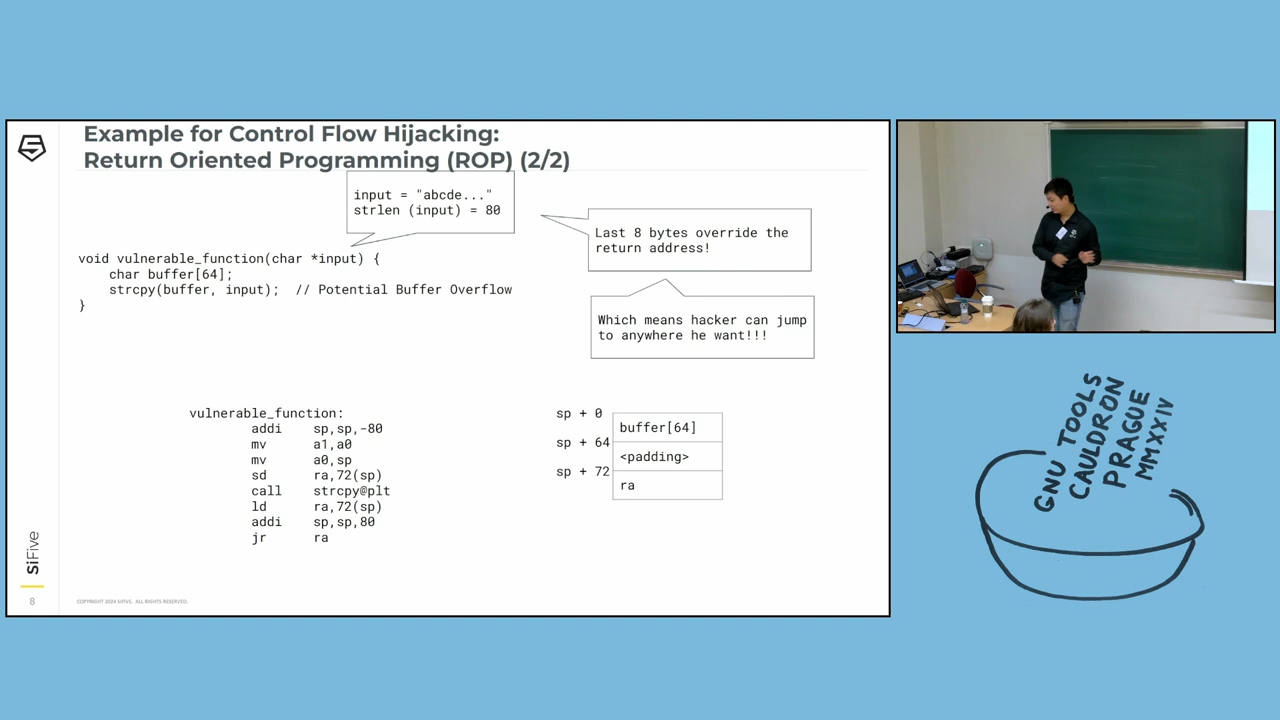 Example for Control Flow Hijacking:
Return Oriented Programming (ROP) (2/2)
input = "abcde..."
strlen (input) = 80
Last 8 bytes override the
return address!
void vulnerable_function(char *input) {
    char buffer[64];
    strcpy(buffer, input);  // Potential Buffer Overflow
}
Which means hacker can jump
to anywhere he want!!!
vulnerable_function:
        addi    sp,sp,-80
        mv      a1,a0
        mv      a0,sp
        sd      ra,72(sp)
        call    strcpy@plt
        ld      ra,72(sp)
        addi    sp,sp,80
        jr      ra
sp + 0
buffer[64]
sp + 64
<padding>
sp + 72
ra
SiFive
8
COPYRIGHT 2024 SIFIVE. ALL RIGHTS RESERVED.
GNU TOOLS
CAULDRON
PRAGUE
MMXXIV